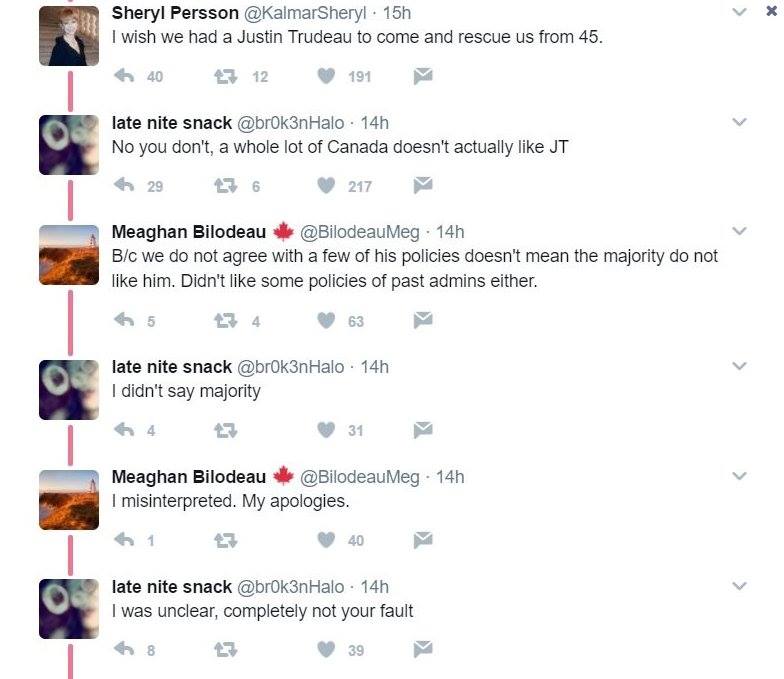 Sheryl Persson @KalmarSheryl · 15h
I wish we had a Justin Trudeau to come and rescue us from 45.
40 12 191
late nite snack @br0k3nHalo · 14h
No you don't, a whole lot of Canada doesn't actually like JT
29 6 217
Meaghan Bilodeau 🍁 @BilodeauMeg · 14h
B/c we do not agree with a few of his policies doesn't mean the majority do not
like him. Didn't like some policies of past admins either.
5 4 63
late nite snack @br0k3nHalo · 14h
I didn't say majority
4 31
Meaghan Bilodeau 🍁 @BilodeauMeg · 14h
I misinterpreted. My apologies.
1 40
late nite snack @br0k3nHalo · 14h
I was unclear, completely not your fault
8 39